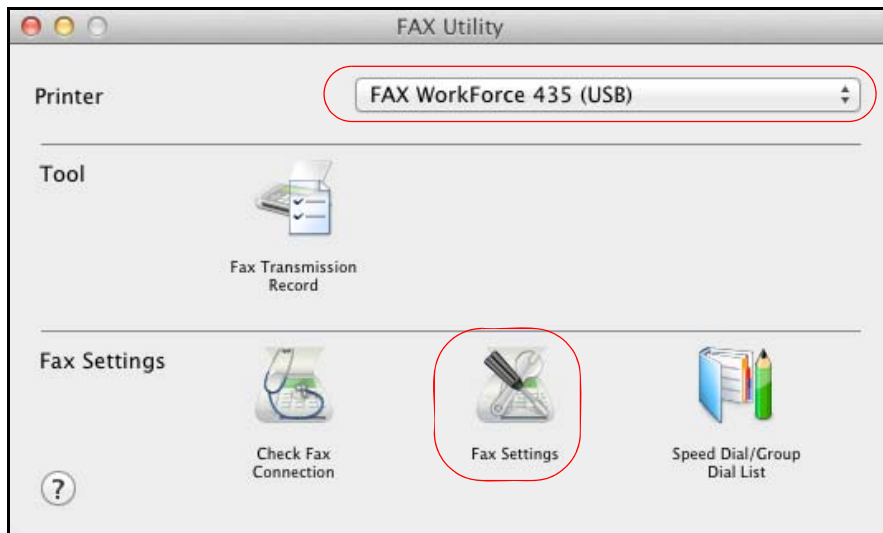 FAX Utility
Printer
FAX WorkForce 435 (USB)
Tool
Fax Transmission
Record
Fax Settings
Check Fax
Connection
Fax Settings
Speed Dial/Group
Dial List
?